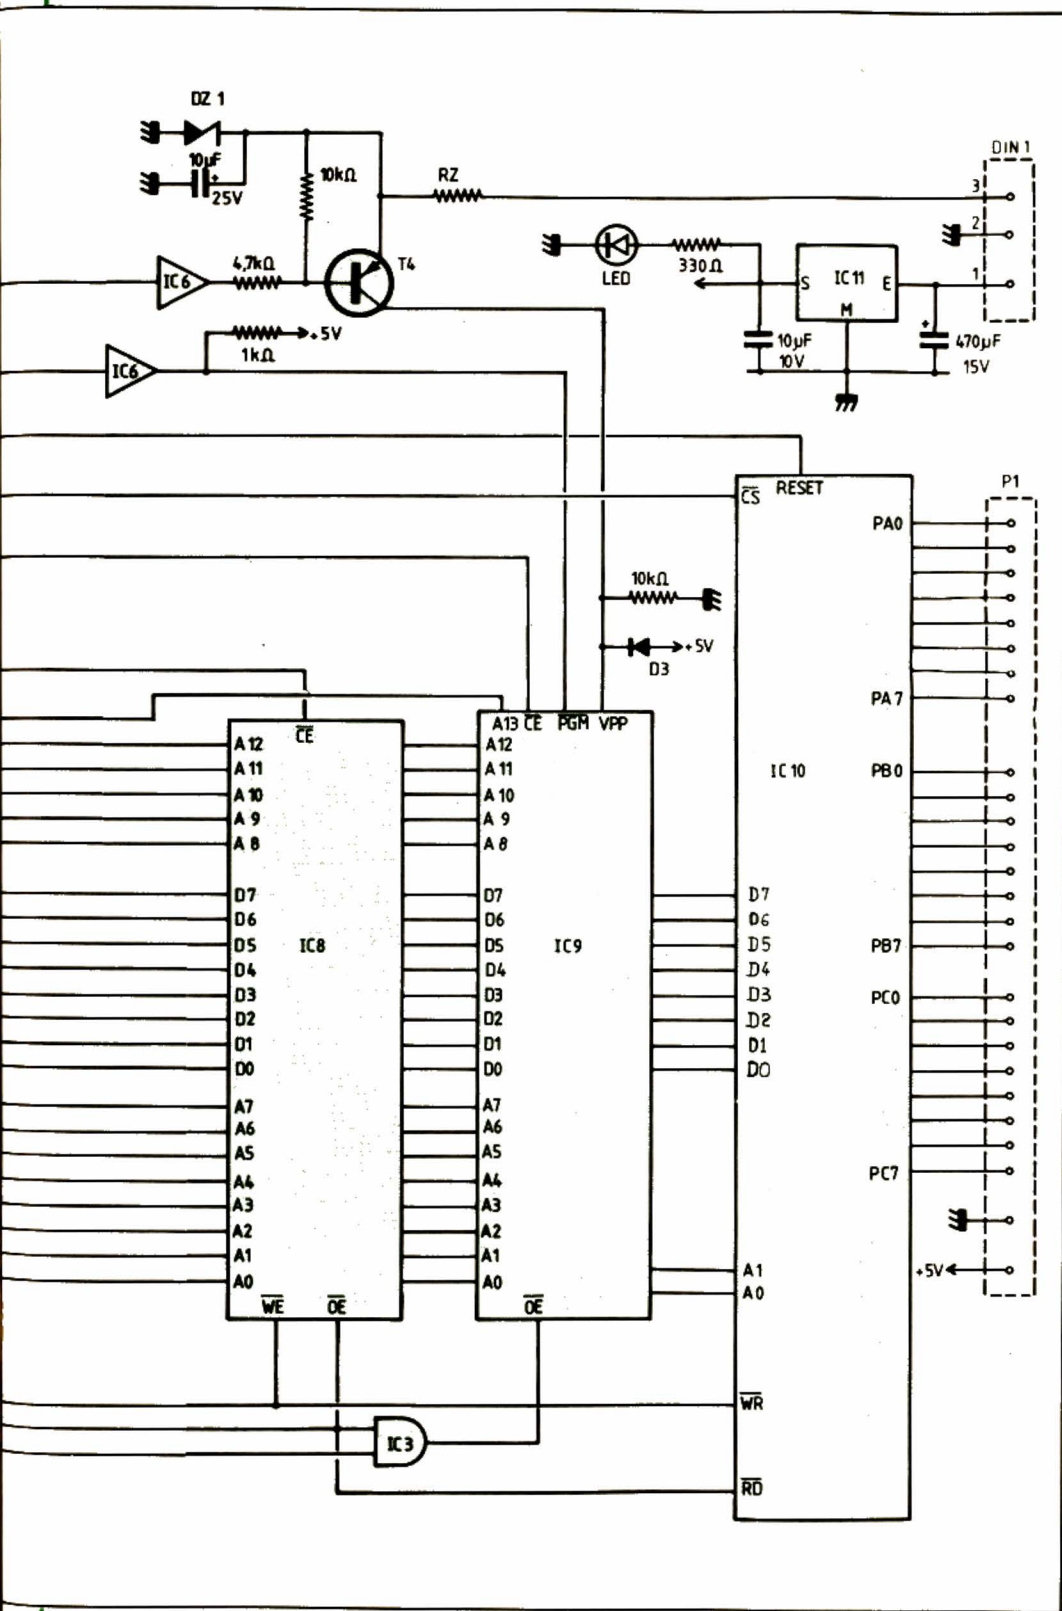 DZ 1
10µF
+
25V
10kΩ
RZ
DIN 1
3
2
1
IC6
4,7kΩ
T4
LED
330Ω
S
IC11
E
M
10µF
10V
+
470µF
15V
1kΩ
+5V
IC6
RESET
CS
P1
PA0
10kΩ
+5V
D3
PA7
A13 CE PGM VPP
CE
A12
A11
A10
A9
A8
D7
D6
D5
D4
D3
D2
D1
D0
A7
A6
A5
A4
A3
A2
A1
A0
WE
OE
IC8
A12
A11
A10
A9
A8
D7
D6
D5
D4
D3
D2
D1
D0
A7
A6
A5
A4
A3
A2
A1
A0
OE
IC9
IC10
D7
D6
D5
D4
D3
D2
D1
D0
A1
A0
WR
RD
PB0
PB7
PC0
PC7
+5V
IC3